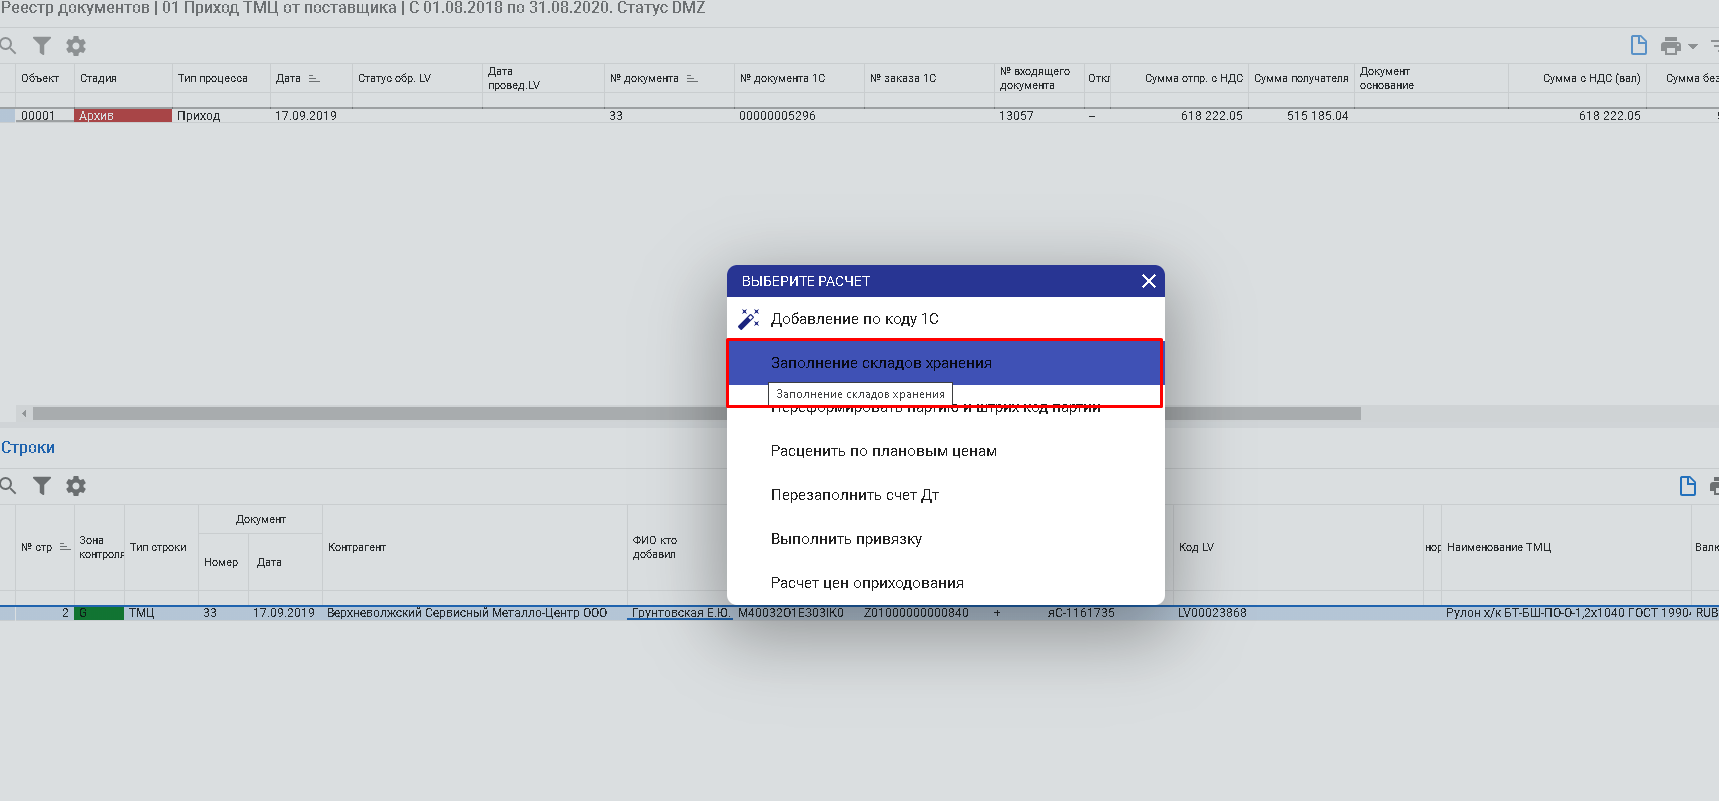 Реестр документов | 01 Приход ТМЦ от поставщика | С 01.08.2018 по 31.08.2020. Статус DMZ
Объект Стадия Тип процесса Дата Статус обр. LV Дата провед.LV № документа № документа 1С № заказа 1С № входящего документа Откл Сумма отпр. с НДС Сумма получателя Документ основание Сумма с НДС (вал) Сумма без
00001 Архив Приход 17.09.2019 33 00000005296 13057 – 618 222.05 515 185.04 618 222.05
ВЫБЕРИТЕ РАСЧЕТ
Добавление по коду 1С
Заполнение складов хранения
Заполнение складов хранения
Переформировать партию и штрих код партии
Расценить по плановым ценам
Перезаполнить счет Дт
Выполнить привязку
Расчет цен оприходования
Строки
№ стр Зона контроля Тип строки Документ Номер Дата Контрагент ФИО кто добавил Код LV нор Наименование ТМЦ Валю
2 G ТМЦ 33 17.09.2019 Верхневолжский Сервисный Металло-Центр ООО Грунтовская Е.Ю. M40032O1E303IK0 Z01000000000840 + яС-1161735 LV00023868 Рулон х/к БТ-БШ-ПО-О-1,2х1040 ГОСТ 1990 RUB